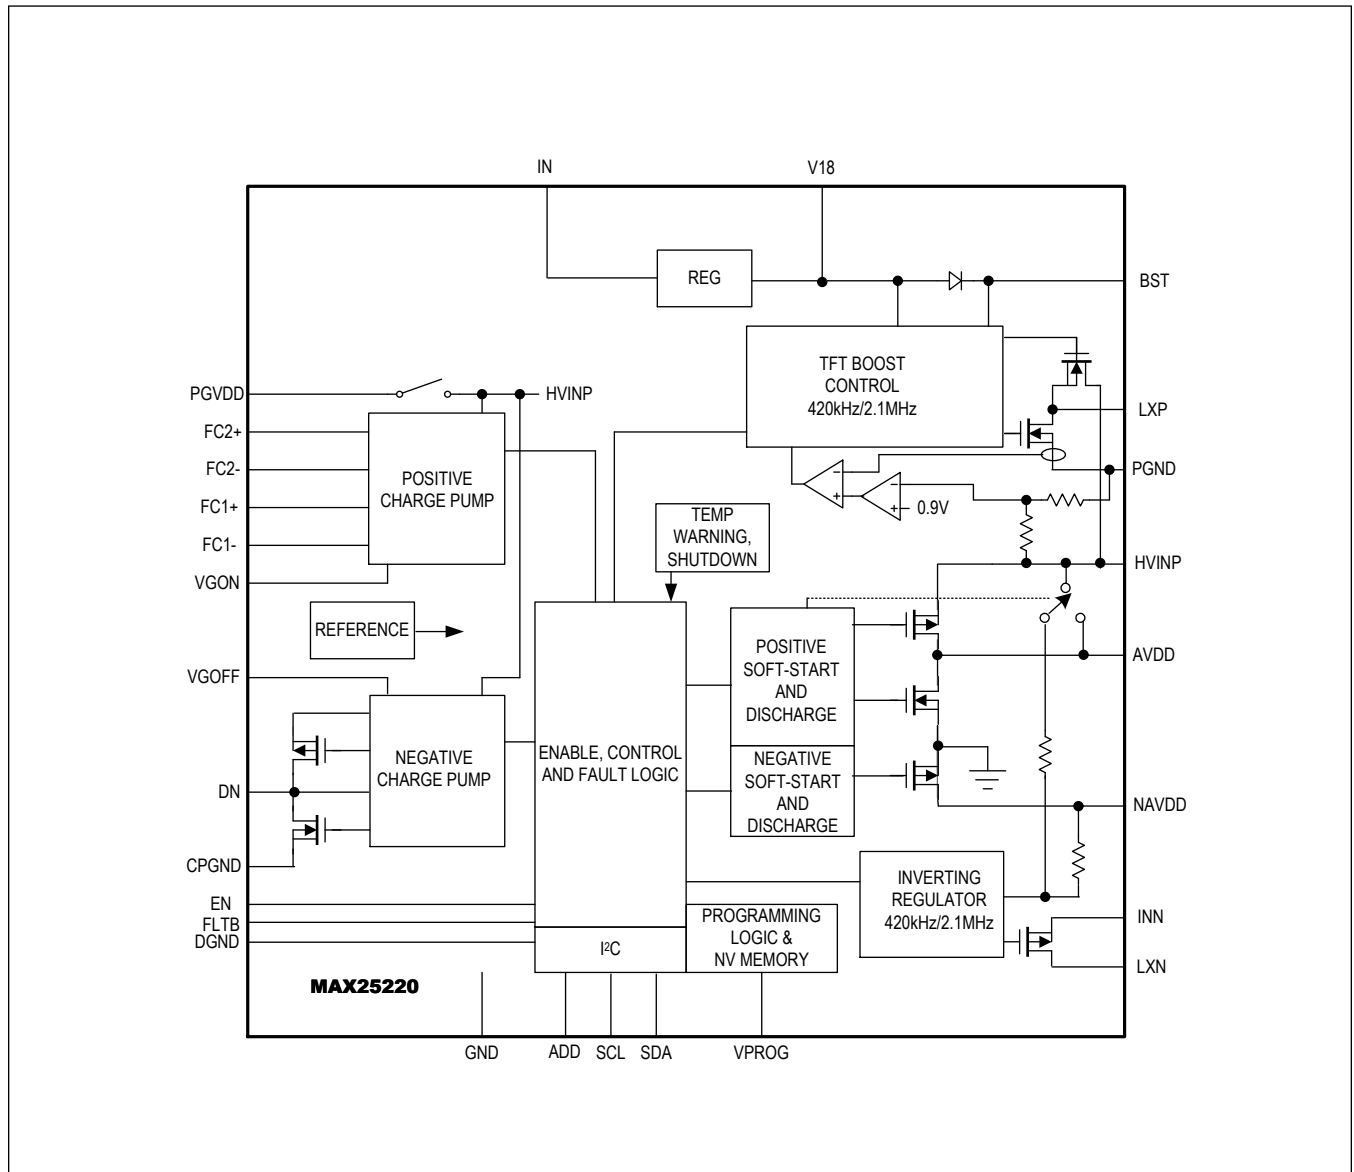 IN
V18
REG
BST
TFT BOOST
CONTROL
420kHz/2.1MHz
PGVDD
HVINP
LXP
FC2+
FC2-
FC1+
FC1-
POSITIVE
CHARGE PUMP
PGND
-
+
-
+
0.9V
TEMP
WARNING,
SHUTDOWN
VGON
HVINP
REFERENCE
POSITIVE
SOFT-START
AND
DISCHARGE
AVDD
VGOFF
NEGATIVE
CHARGE PUMP
ENABLE, CONTROL
AND FAULT LOGIC
NEGATIVE
SOFT-START
AND
DISCHARGE
DN
NAVDD
CPGND
INVERTING
REGULATOR
420kHz/2.1MHz
EN
FLTB
DGND
PROGRAMMING
LOGIC &
NV MEMORY
INN
I²C
LXN
MAX25220
GND
ADD
SCL
SDA
VPROG